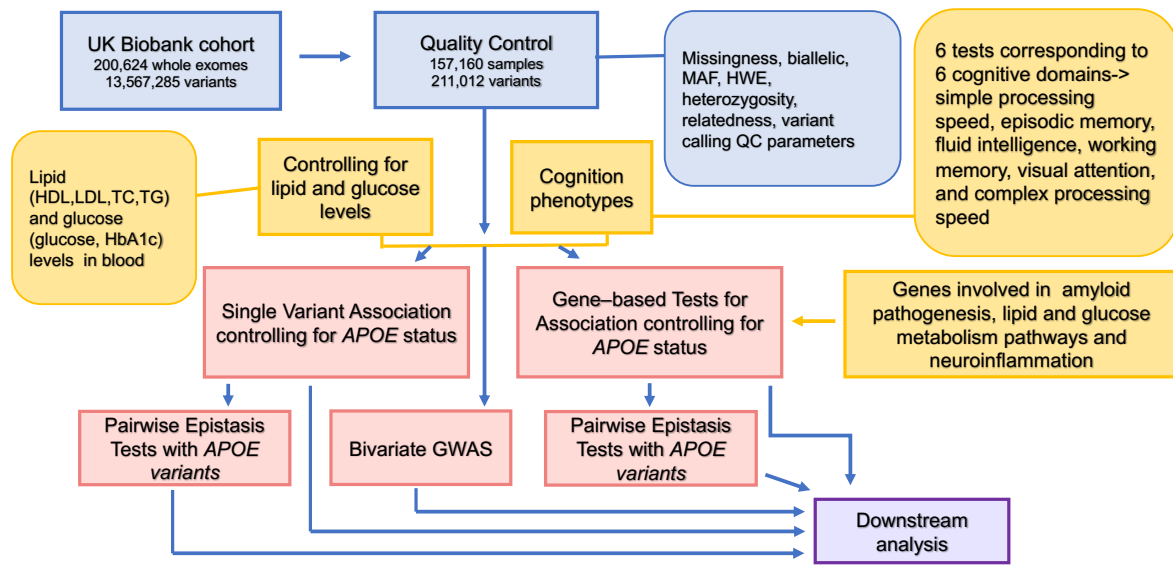 UK Biobank cohort
200,624 whole exomes
13,567,285 variants
Quality Control
157,160 samples
211,012 variants
Missingness, biallelic,
MAF, HWE,
heterozygosity,
relatedness, variant
calling QC parameters
6 tests corresponding to
6 cognitive domains->
simple processing
speed, episodic memory,
fluid intelligence, working
memory, visual attention,
and complex processing
speed
Lipid
(HDL,LDL,TC,TG)
and glucose
(glucose, HbA1c)
levels in blood
Controlling for
lipid and glucose
levels
Cognition
phenotypes
Single Variant Association
controlling for APOE status
Gene–based Tests for
Association controlling for
APOE status
Genes involved in amyloid
pathogenesis, lipid and glucose
metabolism pathways and
neuroinflammation
Pairwise Epistasis
Tests with APOE
variants
Bivariate GWAS
Pairwise Epistasis
Tests with APOE
variants
Downstream
analysis